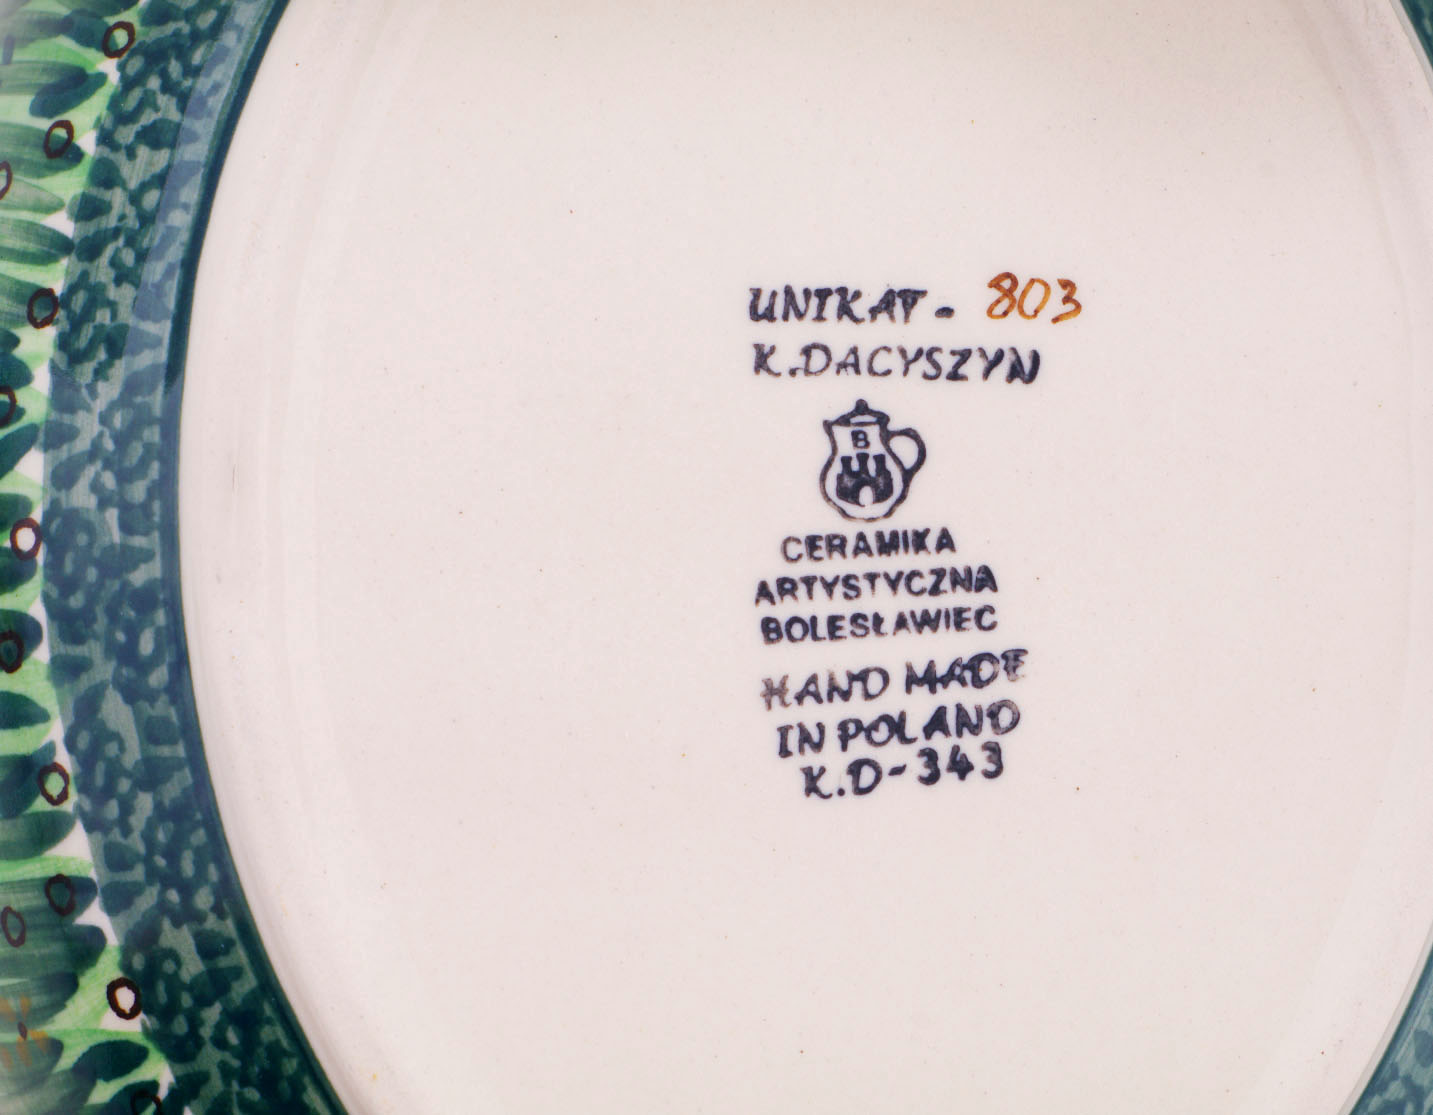 UNIKAT - 803
K.DACYSZYN
B
CERAMIKA
ARTYSTYCZNA
BOLESŁAWIEC
HAND MADE
IN POLAND
K.D-343